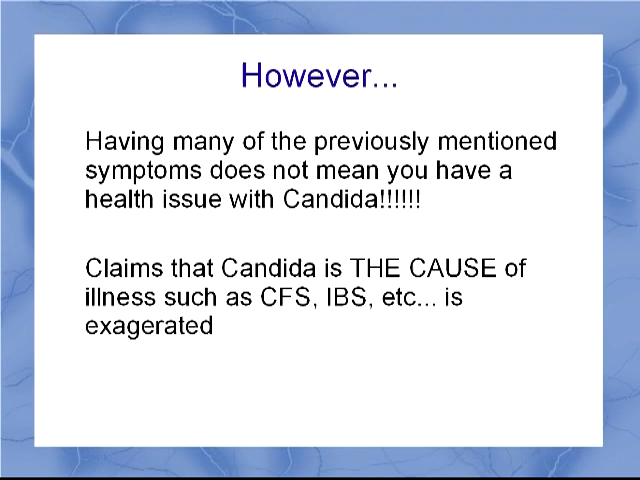 However...
Having many of the previously mentioned
symptoms does not mean you have a
health issue with Candida!!!!!!
Claims that Candida is THE CAUSE of
illness such as CFS, IBS, etc... is
exagerated